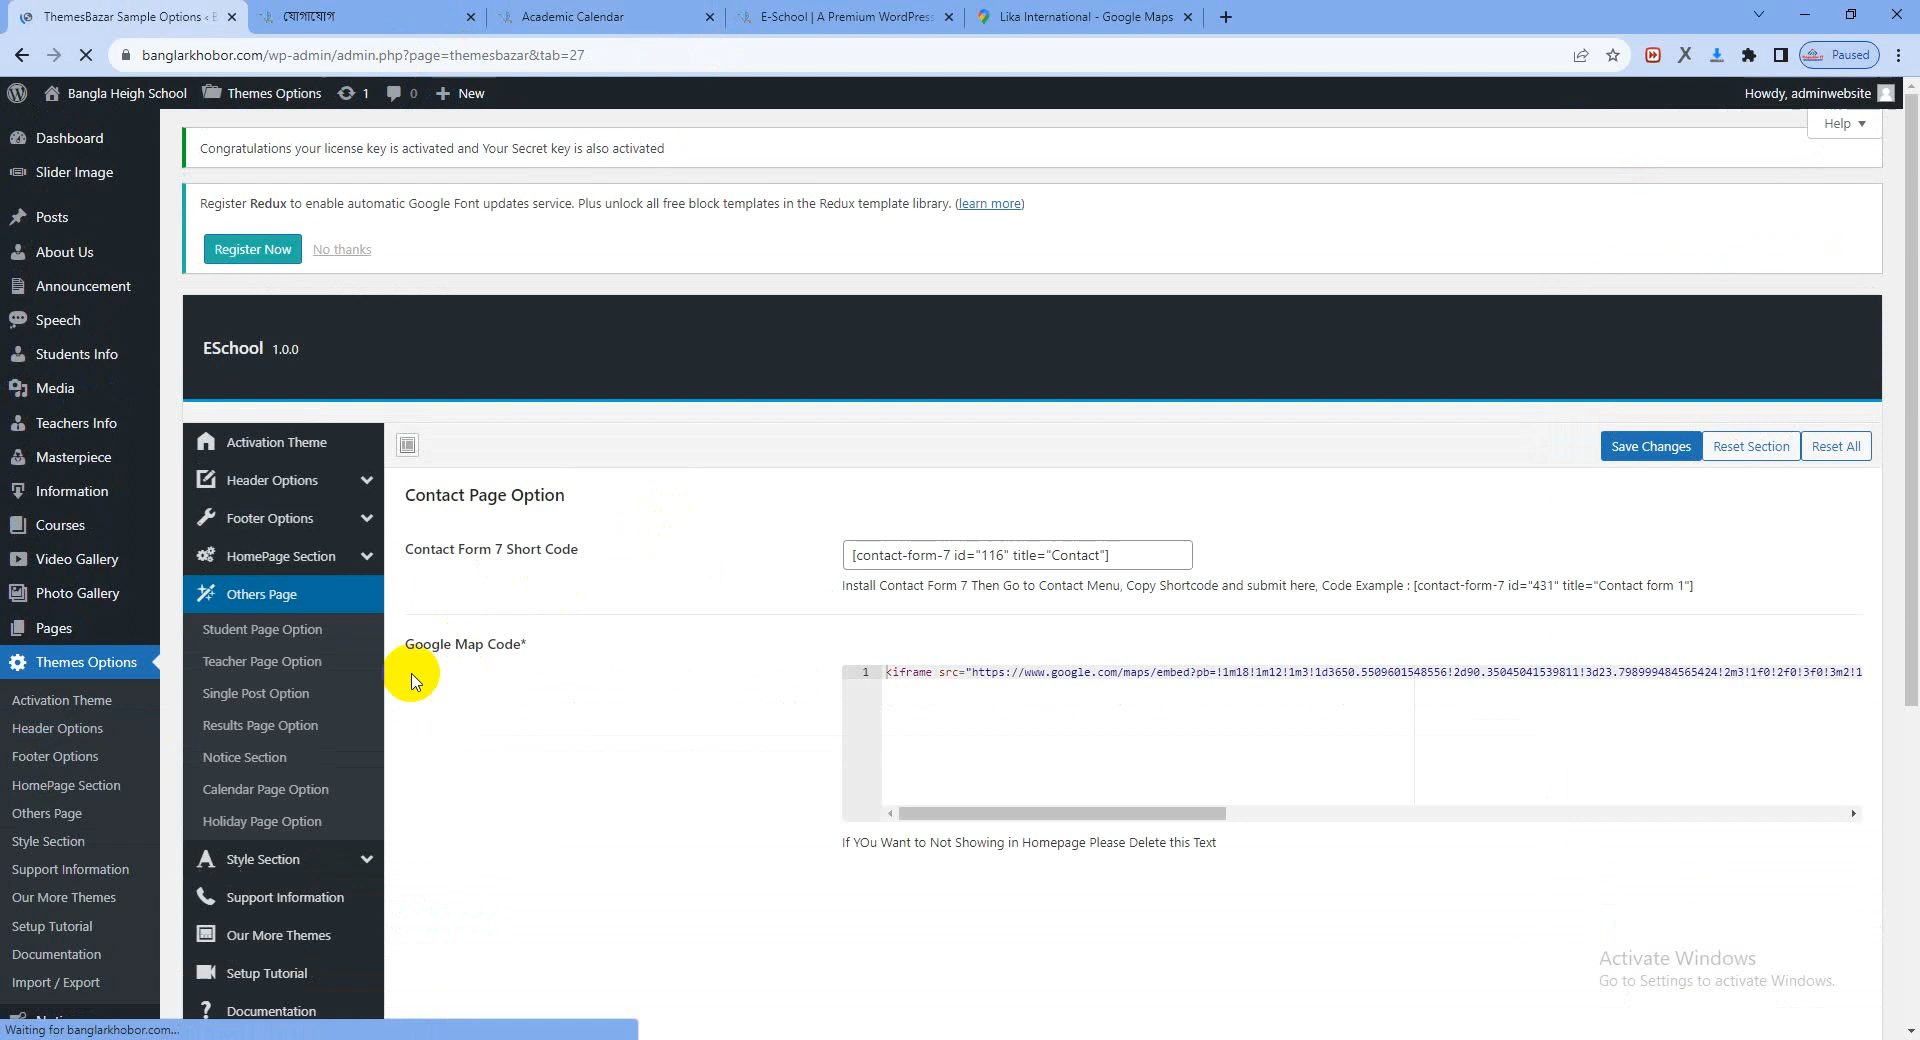 ThemesBazar Sample Options ‹ B
যোগাযোগ
Academic Calendar
E-School | A Premium WordPres
Lika International - Google Maps
banglarkhobor.com/wp-admin/admin.php?page=themesbazar&tab=27
Paused
Bangla Heigh School
Themes Options
1
0
New
Howdy, adminwebsite
Help
Dashboard
Slider Image
Posts
About Us
Announcement
Speech
Students Info
Media
Teachers Info
Masterpiece
Information
Courses
Video Gallery
Photo Gallery
Pages
Themes Options
Activation Theme
Header Options
Footer Options
HomePage Section
Others Page
Style Section
Support Information
Our More Themes
Setup Tutorial
Documentation
Import / Export
Congratulations your license key is activated and Your Secret key is also activated
Register Redux to enable automatic Google Font updates service. Plus unlock all free block templates in the Redux template library. (learn more)
Register Now
No thanks
ESchool 1.0.0
Activation Theme
Header Options
Footer Options
HomePage Section
Others Page
Student Page Option
Teacher Page Option
Single Post Option
Results Page Option
Notice Section
Calendar Page Option
Holiday Page Option
Style Section
Support Information
Our More Themes
Setup Tutorial
Documentation
Save Changes
Reset Section
Reset All
Contact Page Option
Contact Form 7 Short Code
[contact-form-7 id="116" title="Contact"]
Install Contact Form 7 Then Go to Contact Menu, Copy Shortcode and submit here, Code Example : [contact-form-7 id="431" title="Contact form 1"]
Google Map Code*
1
<iframe src="https://www.google.com/maps/embed?pb=!1m18!1m12!1m3!1d3650.5509601548556!2d90.35045041539811!3d23.798999484565424!2m3!1f0!2f0!3f0!3m2!1
If YOu Want to Not Showing in Homepage Please Delete this Text
Activate Windows
Go to Settings to activate Windows.
Waiting for banglarkhobor.com...